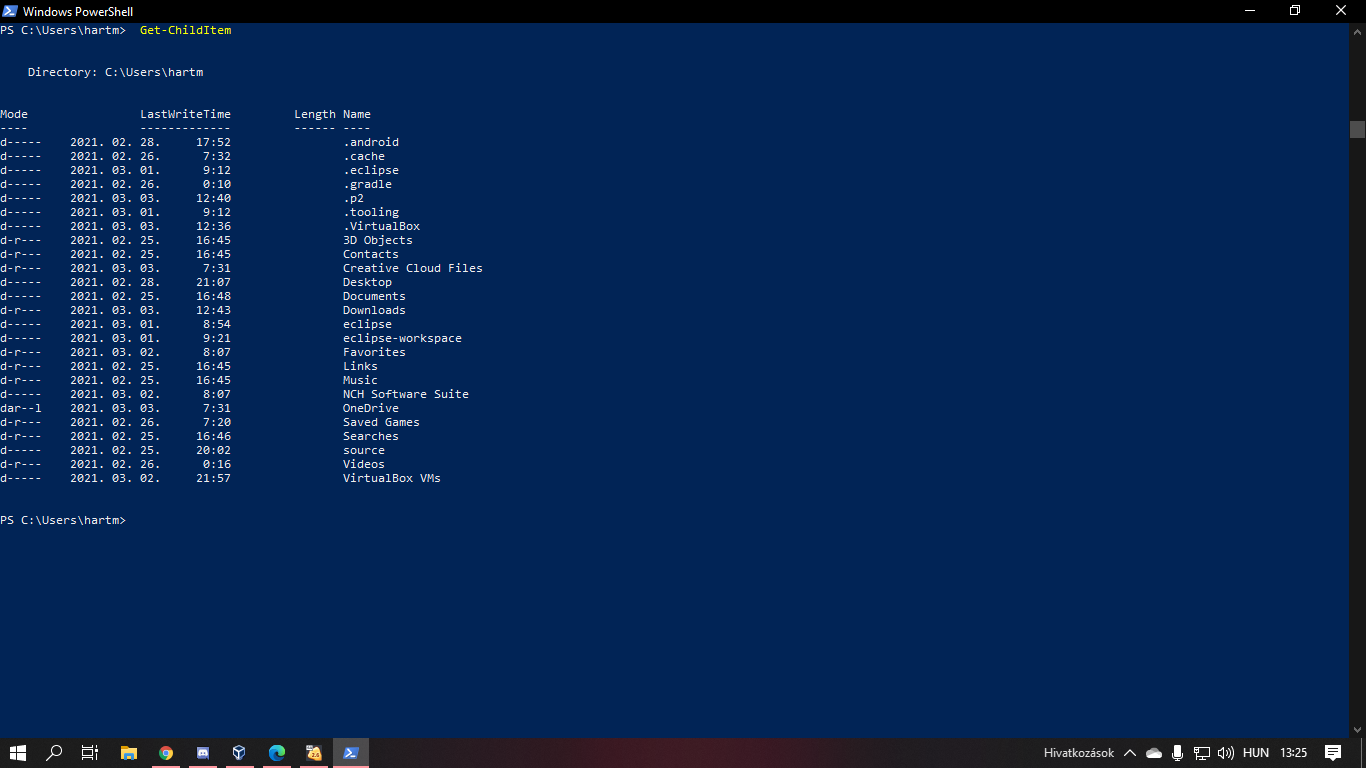 Windows PowerShell
PS C:\Users\hartm>  Get-ChildItem
    Directory: C:\Users\hartm
Mode                LastWriteTime         Length Name
----                -------------         ------ ----
d-----    2021. 02. 28.     17:52                .android
d-----    2021. 02. 26.      7:32                .cache
d-----    2021. 03. 01.      9:12                .eclipse
d-----    2021. 02. 26.      0:10                .gradle
d-----    2021. 03. 03.     12:40                .p2
d-----    2021. 03. 01.      9:12                .tooling
d-----    2021. 03. 03.     12:36                .VirtualBox
d-r---    2021. 02. 25.     16:45                3D Objects
d-r---    2021. 02. 25.     16:45                Contacts
d-r---    2021. 03. 03.      7:31                Creative Cloud Files
d-----    2021. 02. 28.     21:07                Desktop
d-----    2021. 02. 25.     16:48                Documents
d-r---    2021. 03. 03.     12:43                Downloads
d-----    2021. 03. 01.      8:54                eclipse
d-----    2021. 03. 01.      9:21                eclipse-workspace
d-r---    2021. 03. 02.      8:07                Favorites
d-r---    2021. 02. 25.     16:45                Links
d-r---    2021. 02. 25.     16:45                Music
d-----    2021. 03. 02.      8:07                NCH Software Suite
dar--l    2021. 03. 03.      7:31                OneDrive
d-r---    2021. 02. 26.      7:20                Saved Games
d-r---    2021. 02. 25.     16:46                Searches
d-----    2021. 02. 25.     20:02                source
d-r---    2021. 02. 26.      0:16                Videos
d-----    2021. 03. 02.     21:57                VirtualBox VMs
PS C:\Users\hartm>
Hivatkozások HUN 13:25